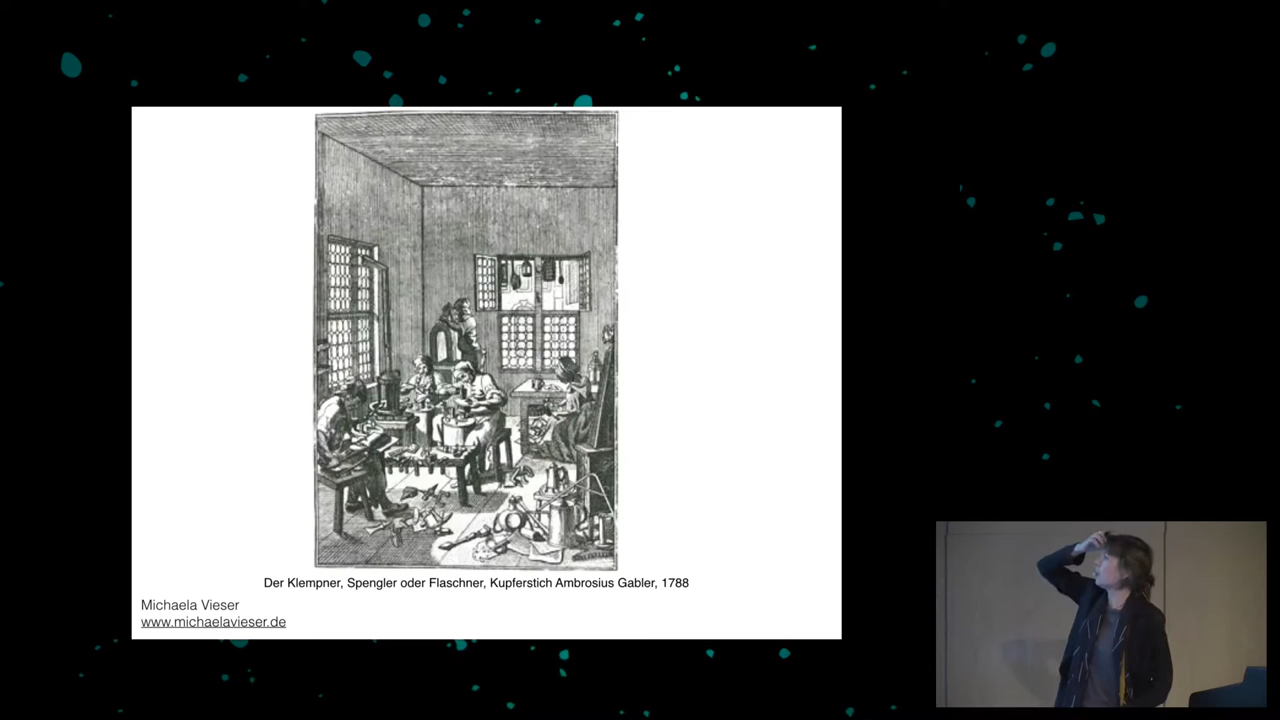 Der Klempner, Spengler oder Flaschner, Kupferstich Ambrosius Gabler, 1788
Michaela Vieser
www.michaelavieser.de